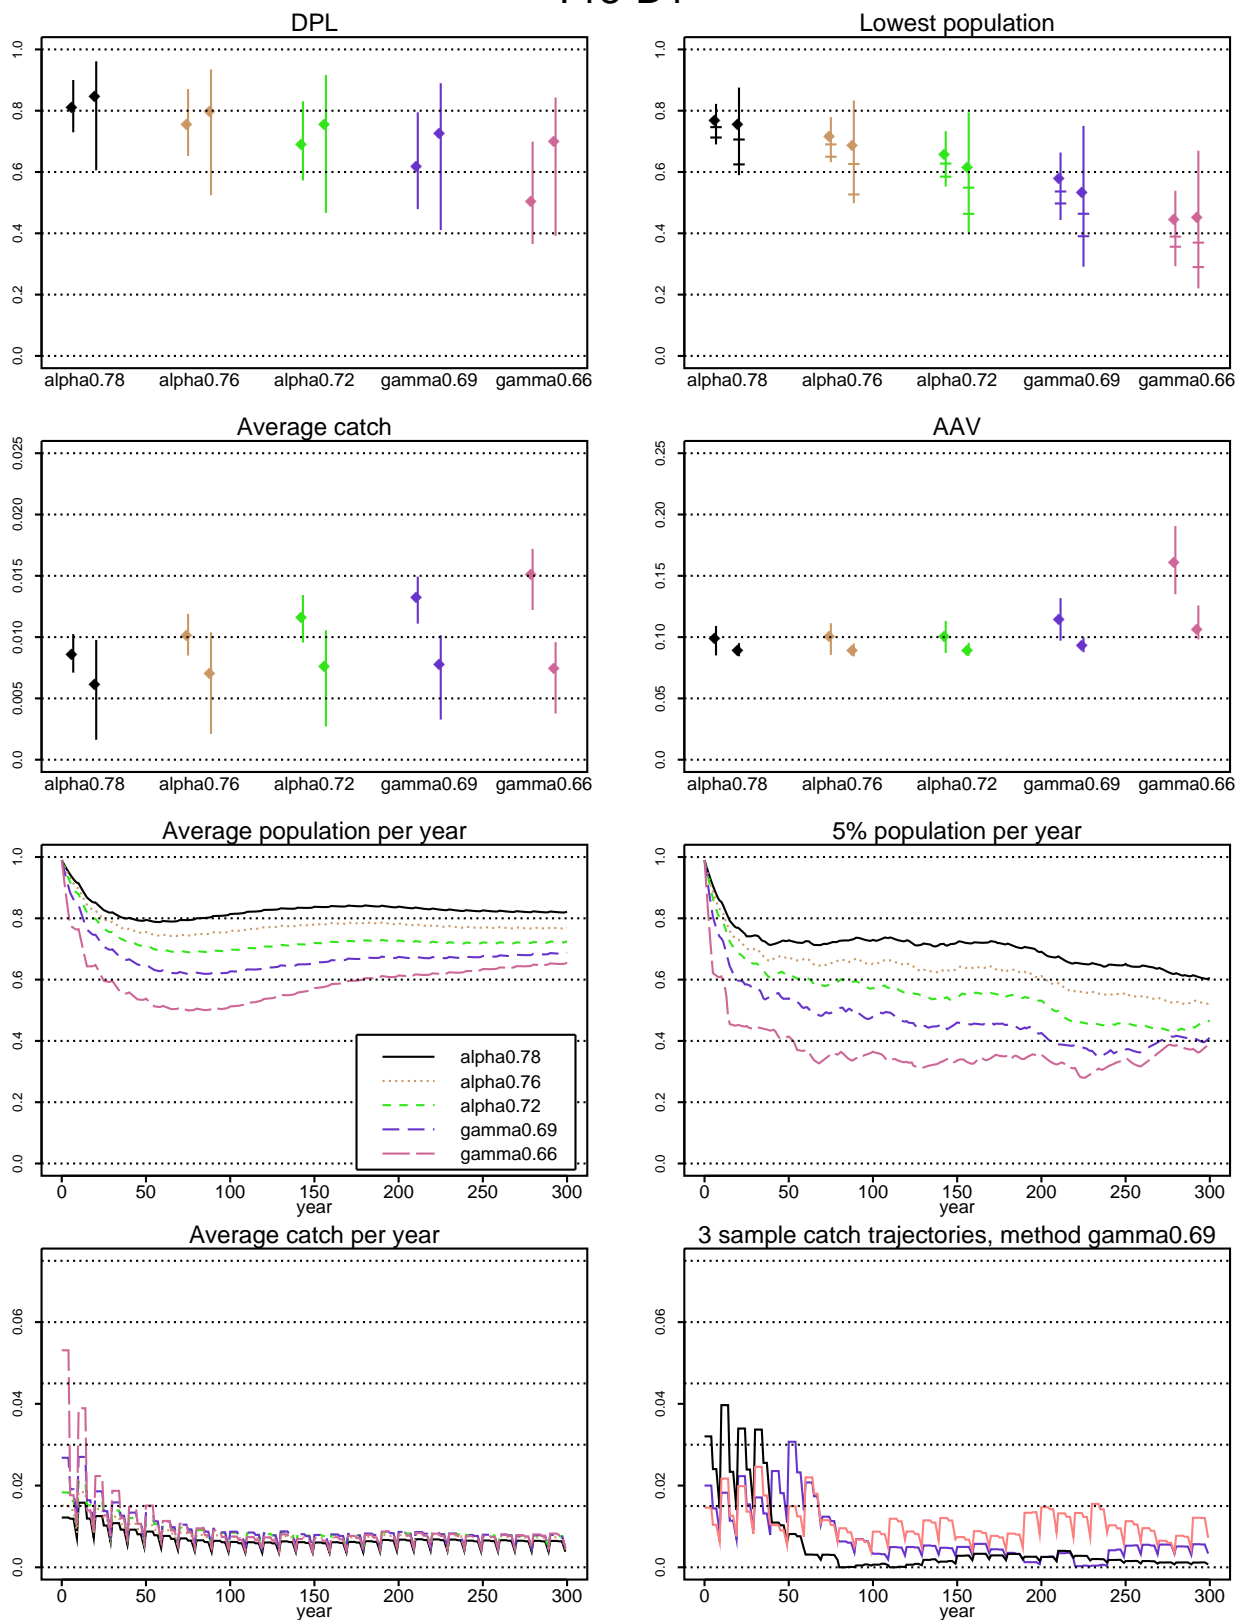 DPL
1.0
0.8
0.6
0.4
0.2
0.0
alpha0.78 alpha0.76 alpha0.72 gamma0.69 gamma0.66
Lowest population
1.0
0.8
0.6
0.4
0.2
0.0
alpha0.78 alpha0.76 alpha0.72 gamma0.69 gamma0.66
Average catch
0.025
0.020
0.015
0.010
0.005
0.0
alpha0.78 alpha0.76 alpha0.72 gamma0.69 gamma0.66
AAV
0.25
0.20
0.15
0.10
0.05
0.0
alpha0.78 alpha0.76 alpha0.72 gamma0.69 gamma0.66
Average population per year
1.0
0.8
0.6
0.4
0.2
0.0
alpha0.78
alpha0.76
alpha0.72
gamma0.69
gamma0.66
0 50 100 150 200 250 300
year
5% population per year
1.0
0.8
0.6
0.4
0.2
0.0
0 50 100 150 200 250 300
year
Average catch per year
0.06
0.04
0.02
0.0
0 50 100 150 200 250 300
year
3 sample catch trajectories, method gamma0.69
0.06
0.04
0.02
0.0
0 50 100 150 200 250 300
year